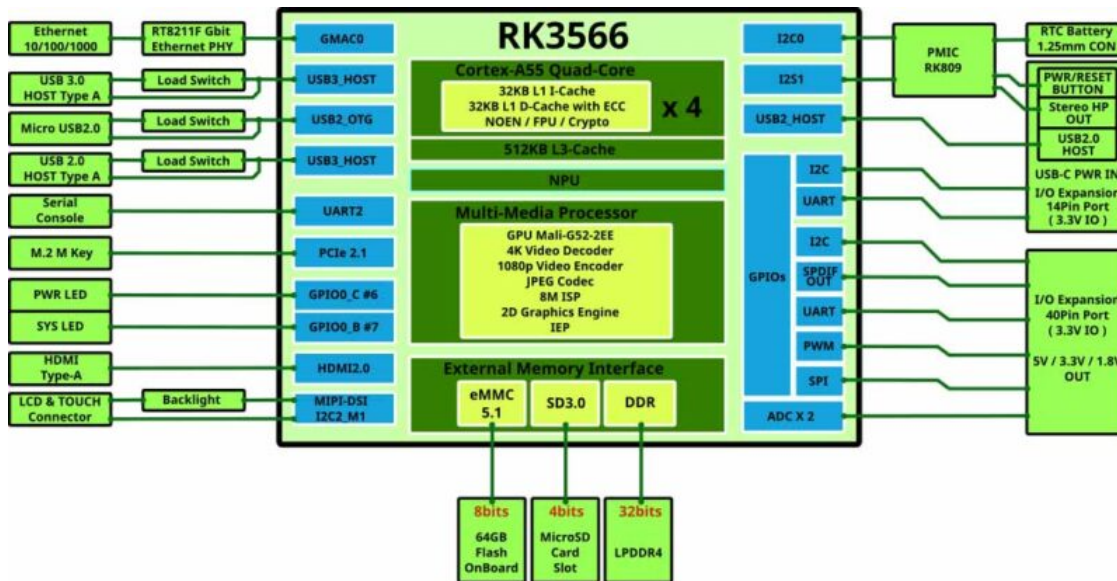 RK3566
Ethernet
10/100/1000
RT8211F Gbit
Ethernet PHY
GMAC0
USB 3.0
HOST Type A
Load Switch
USB3_HOST
Micro USB2.0
Load Switch
USB2_OTG
USB 2.0
HOST Type A
Load Switch
USB3_HOST
Serial
Console
UART2
M.2 M Key
PCIe 2.1
PWR LED
GPIO0_C #6
SYS LED
GPIO0_B #7
HDMI
Type-A
HDMI2.0
LCD & TOUCH
Connector
Backlight
MIPI-DSI
I2C2_M1
Cortex-A55 Quad-Core
32KB L1 I-Cache
32KB L1 D-Cache with ECC
NOEN / FPU / Crypto
x 4
512KB L3-Cache
NPU
Multi-Media Processor
GPU Mali-G52-2EE
4K Video Decoder
1080p Video Encoder
JPEG Codec
8M ISP
2D Graphics Engine
IEP
External Memory Interface
eMMC
5.1
SD3.0
DDR
8bits
64GB
Flash
OnBoard
4bits
MicroSD
Card
Slot
32bits
LPDDR4
I2C0
I2S1
USB2_HOST
GPIOs
I2C
UART
I2C
SPDIF
OUT
UART
PWM
SPI
ADC X 2
PMIC
RK809
RTC Battery
1.25mm CON
PWR/RESET
BUTTON
Stereo HP
OUT
USB2.0
HOST
USB-C PWR IN
I/O Expansion
14Pin Port
( 3.3V IO )
I/O Expansion
40Pin Port
( 3.3V IO )
5V / 3.3V / 1.8V
OUT